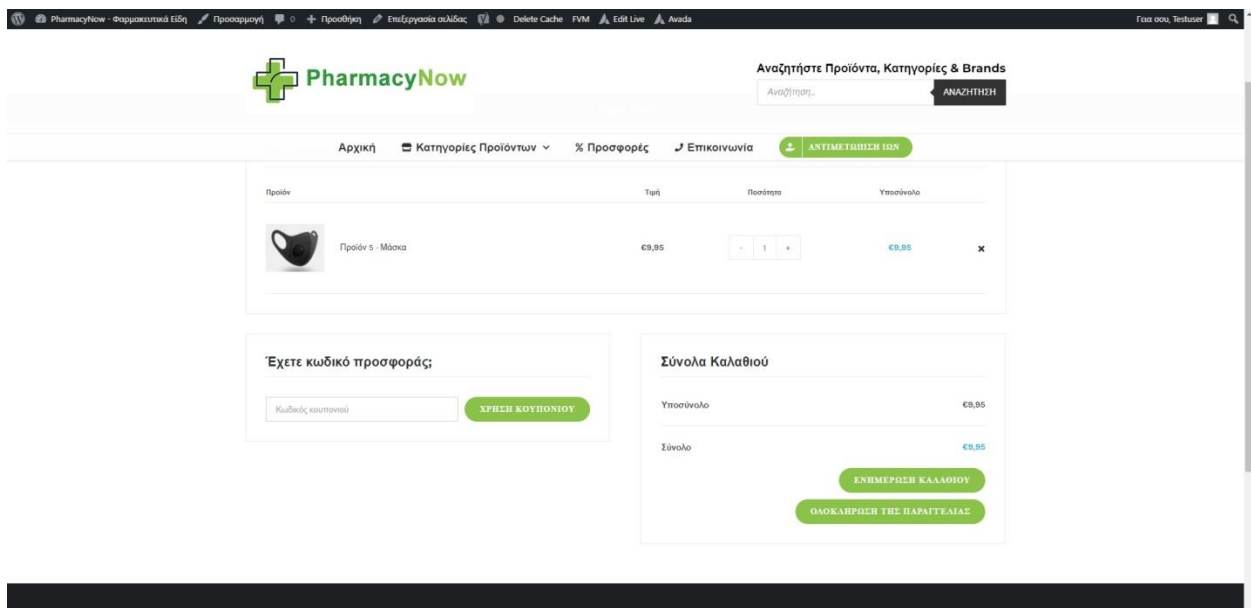 PharmacyNow - Φαρμακευτικά Είδη Προσαρμογή 0 Προσθήκη Επεξεργασία σελίδας Delete Cache FVM Edit Live Avada Γεια σου, Testuser
PharmacyNow
Αναζητήστε Προϊόντα, Κατηγορίες & Brands
Αναζήτηση.. ΑΝΑΖΗΤΗΣΗ
Αρχική Κατηγορίες Προϊόντων % Προσφορές Επικοινωνία ΑΝΤΙΜΕΤΩΠΙΣΗ ΙΩΝ
Προϊόν Τιμή Ποσότητα Υποσύνολο
Προϊόν 5 - Μάσκα €9,95 - 1 + €9,95 ×
Έχετε κωδικό προσφοράς;
Κωδικός κουπονιού ΧΡΗΣΗ ΚΟΥΠΟΝΙΟΥ
Σύνολα Καλαθιού
Υποσύνολο €9,95
Σύνολο €9,95
ΕΝΗΜΕΡΩΣΗ ΚΑΛΑΘΙΟΥ
ΟΛΟΚΛΗΡΩΣΗ ΤΗΣ ΠΑΡΑΓΓΕΛΙΑΣ